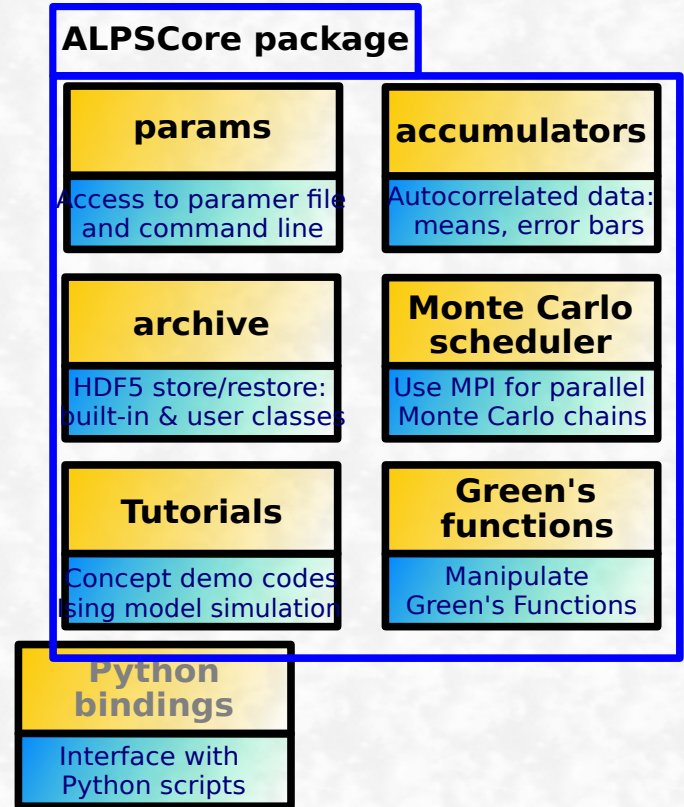 ALPSCore package
params
Access to paramer file
and command line
accumulators
Autocorrelated data:
means, error bars
archive
HDF5 store/restore:
built-in & user classes
Monte Carlo
scheduler
Use MPI for parallel
Monte Carlo chains
Tutorials
Concept demo codes
Ising model simulation
Green's
functions
Manipulate
Green's Functions
Python
bindings
Interface with
Python scripts